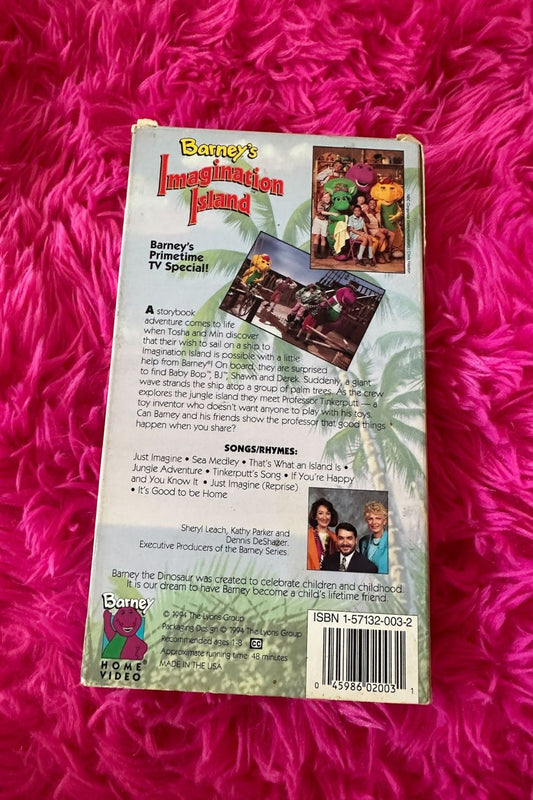 Barney's
Imagination
Island
Barney's
Primetime
TV Special!
A storybook
adventure comes to life
when Tosha and Min discover
that their wish to sail on a ship to
Imagination Island is possible with a little
help from Barney®! On board, they are surprised
to find Baby Bop™, BJ™, Shawn and Derek. Suddenly, a giant
wave strands the ship atop a group of palm trees. As the crew
explores the jungle island they meet Professor Tinkerputt — a
toy inventor who doesn't want anyone to play with his toys.
Can Barney and his friends show the professor that good things
happen when you share?
SONGS/RHYMES:
Just Imagine • Sea Medley • That's What an Island Is •
Jungle Adventure • Tinkerputt's Song • If You're Happy
and You Know It • Just Imagine (Reprise)
• It's Good to be Home
Sheryl Leach, Kathy Parker and
Dennis DeShazer,
Executive Producers of the Barney Series.
Barney the Dinosaur was created to celebrate children and childhood.
It is our dream to have Barney become a child's lifetime friend.
Barney
HOME
VIDEO
© 1994 The Lyons Group
Packaging Design © 1994 The Lyons Group
Recommended ages 1-8 CC
Approximate running time: 48 minutes
MADE IN THE USA
ISBN 1-57132-003-2
0 45986 02003 1